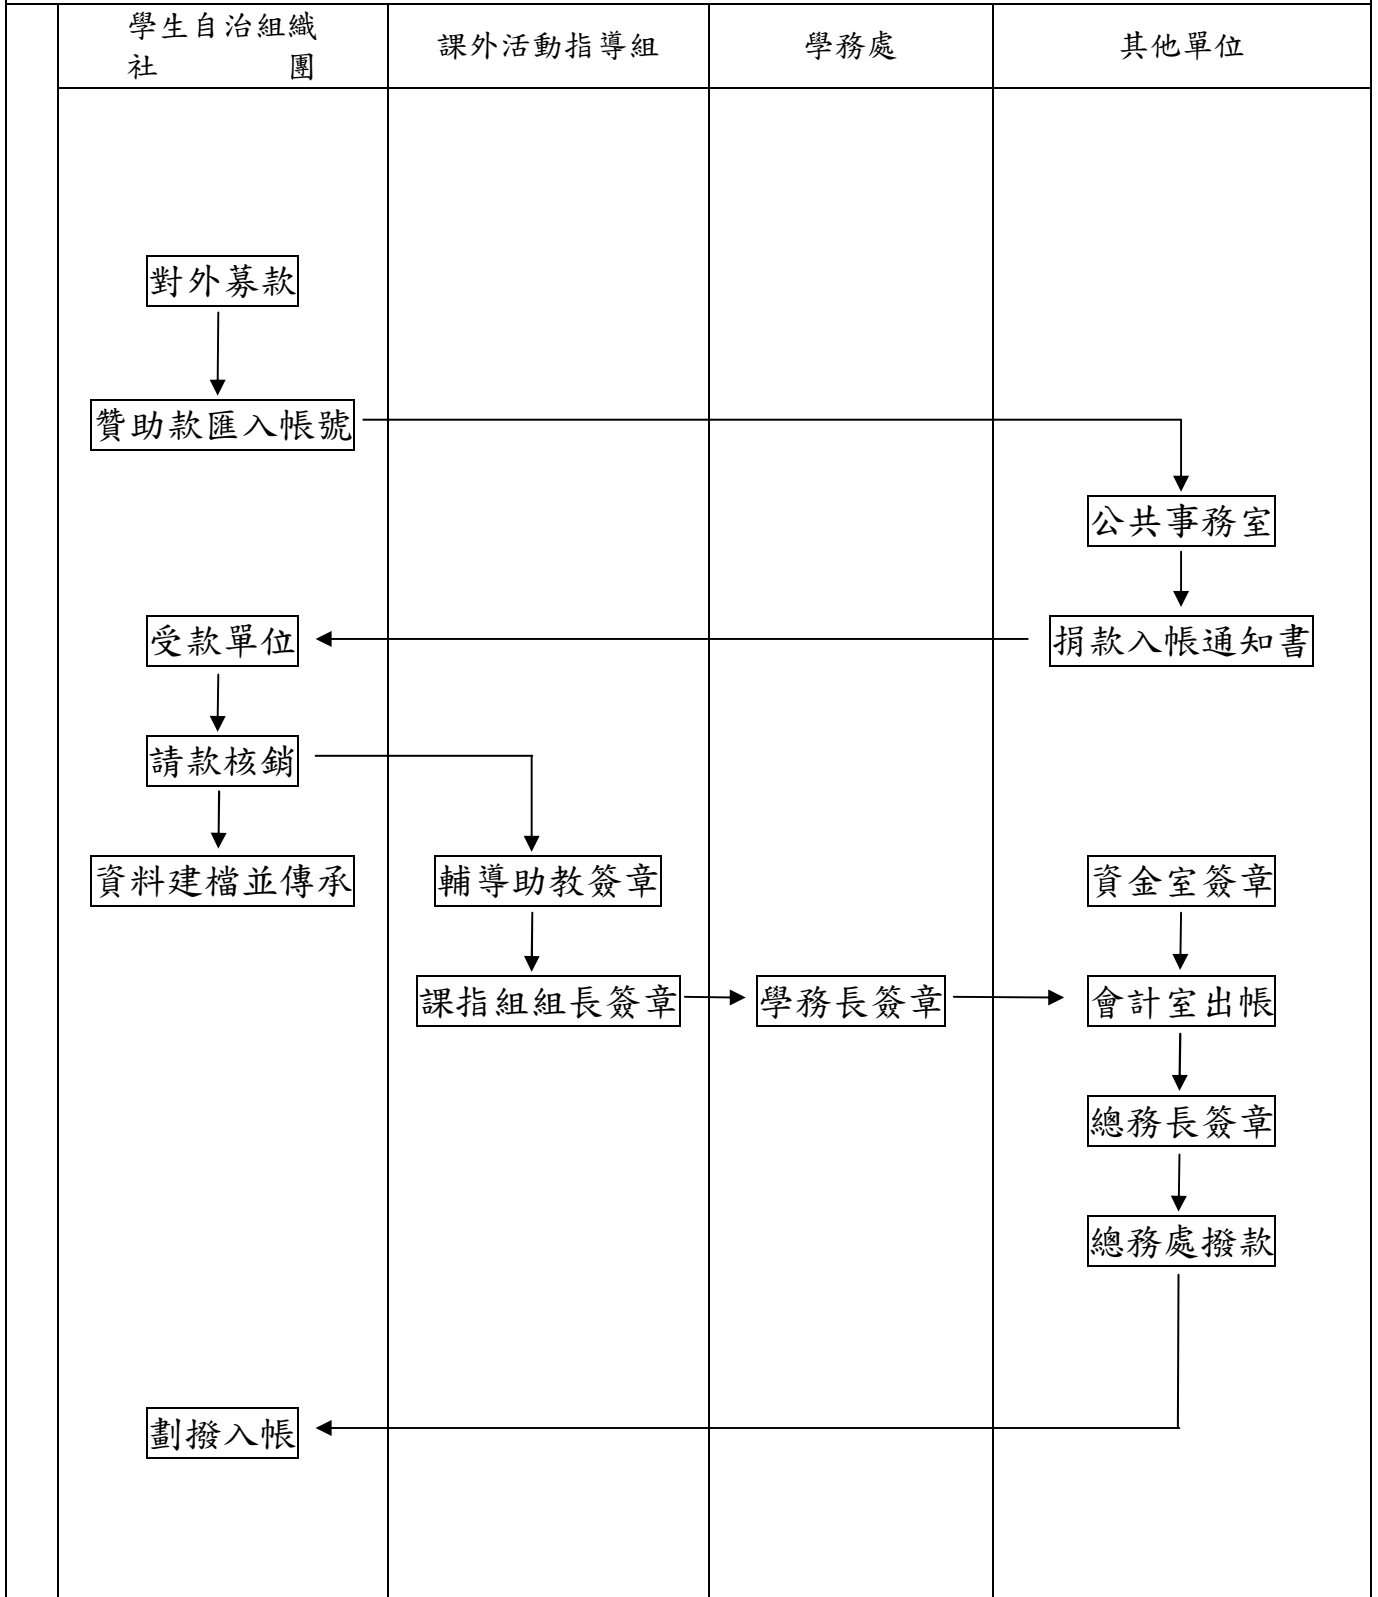 學生自治組織
社 團
課外活動指導組
學務處
其他單位
對外募款
贊助款匯入帳號
公共事務室
受款單位
捐款入帳通知書
請款核銷
資料建檔並傳承
輔導助教簽章
資金室簽章
課指組組長簽章
學務長簽章
會計室出帳
總務長簽章
總務處撥款
劃撥入帳